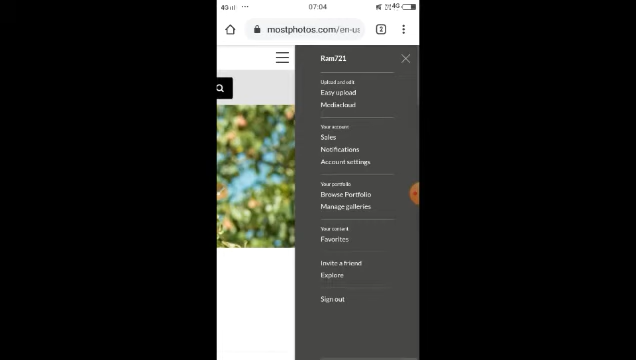 4G
07:04
4G
mostphotos.com/en-us
2
Ram721
Upload and edit
Easy upload
Mediacloud
Your account
Sales
Notifications
Account settings
Your portfolio
Browse Portfolio
Manage galleries
Your content
Favorites
Invite a friend
Explore
Sign out